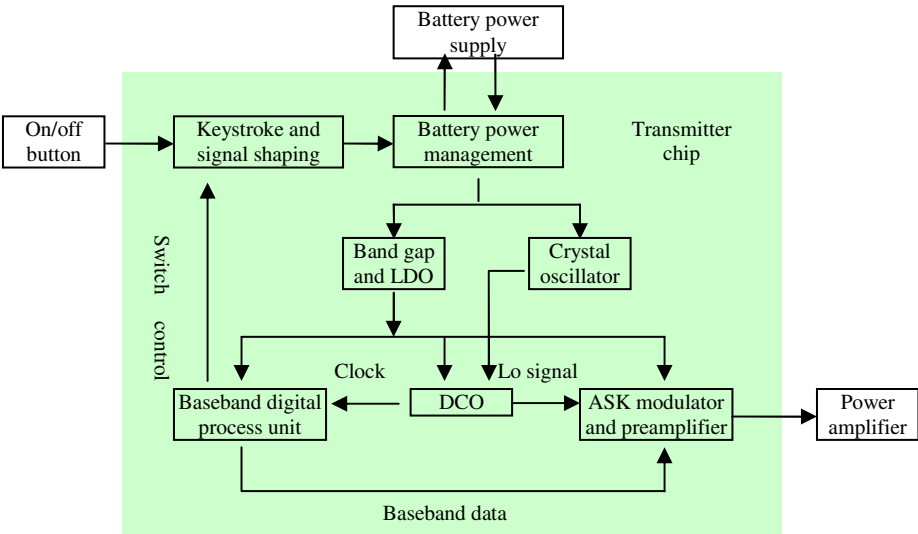 Battery power
supply
On/off
button
Keystroke and
signal shaping
Battery power
management
Transmitter
chip
Band gap
and LDO
Crystal
oscillator
Switch control
Clock
Lo signal
Baseband digital
process unit
DCO
ASK modulator
and preamplifier
Power
amplifier
Baseband data